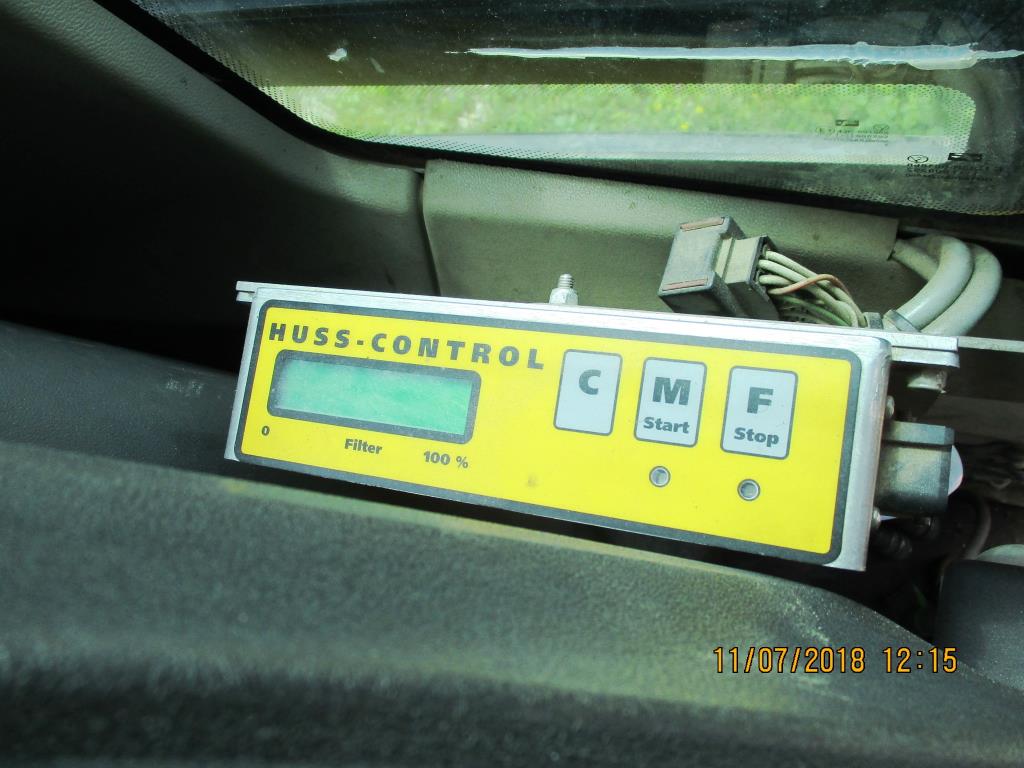 HUSS-CONTROL
C
M
Start
F
Stop
0
Filter
100 %
11/07/2018 12:15